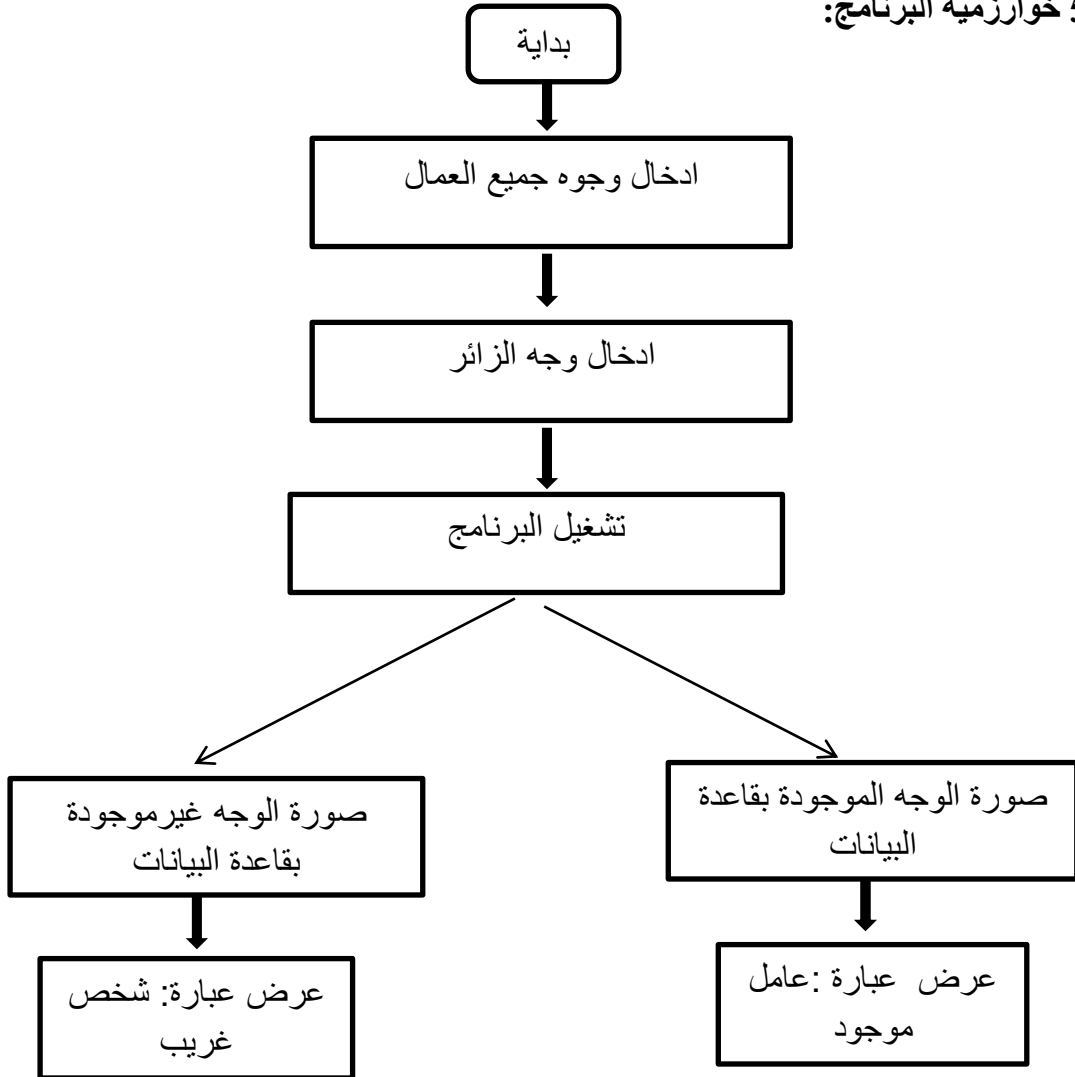 خوارزمية البرنامج:
بداية
ادخال وجوه جميع العمال
ادخال وجه الزائر
تشغيل البرنامج
صورة الوجه الموجودة بقاعدة
البيانات
صورة الوجه غيرموجودة
بقاعدة البيانات
عرض عبارة :عامل
موجود
عرض عبارة: شخص
غريب